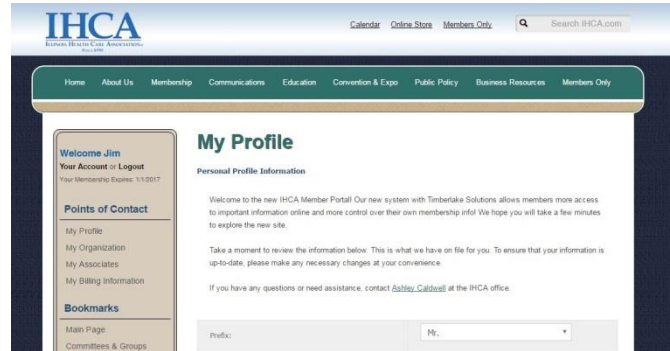 IHCA
ILLINOIS HEALTH CARE ASSOCIATION
Since 1950
Calendar Online Store Members Only Search IHCA.com
Home About Us Membership Communications Education Convention & Expo Public Policy Business Resources Members Only
Welcome Jim
Your Account or Logout
Your Membership Expires: 1/1/2017
Points of Contact
My Profile
My Organization
My Associates
My Billing Information
Bookmarks
Main Page
Committees & Groups
My Profile
Personal Profile Information
Welcome to the new IHCA Member Portal! Our new system with Timberlake Solutions allows members more access
to important information online and more control over their own membership info! We hope you will take a few minutes
to explore the new site.
Take a moment to review the information below. This is what we have on file for you. To ensure that your information is
up-to-date, please make any necessary changes at your convenience.
If you have any questions or need assistance, contact Ashley Caldwell at the IHCA office.
Prefix: Mr.